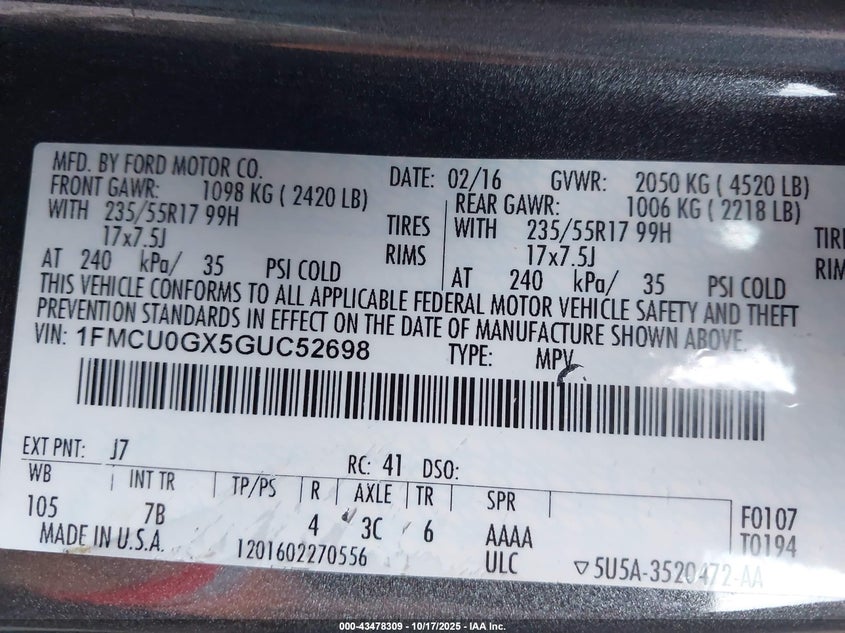 MFD. BY FORD MOTOR CO. DATE: 02/16 GVWR: 2050 KG ( 4520 LB)
FRONT GAWR: 1098 KG ( 2420 LB) REAR GAWR: 1006 KG ( 2218 LB)
WITH 235/55R17 99H TIRES WITH 235/55R17 99H
17x7.5J RIMS 17x7.5J
AT 240 kPa/ 35 PSI COLD AT 240 kPa/ 35 PSI COLD
THIS VEHICLE CONFORMS TO ALL APPLICABLE FEDERAL MOTOR VEHICLE SAFETY AND THEFT
PREVENTION STANDARDS IN EFFECT ON THE DATE OF MANUFACTURE SHOWN ABOVE.
VIN: 1FMCU0GX5GUC52698 TYPE: MPV
EXT PNT: J7 RC: 41 DSO:
WB INT TR TP/PS R AXLE TR SPR
105 7B 4 3C 6 AAAA F0107
MADE IN U.S.A. 1201602270556 ULC T0194
▽5U5A-3520472-AA
000-43478309 - 10/17/2025 - IAA Inc.